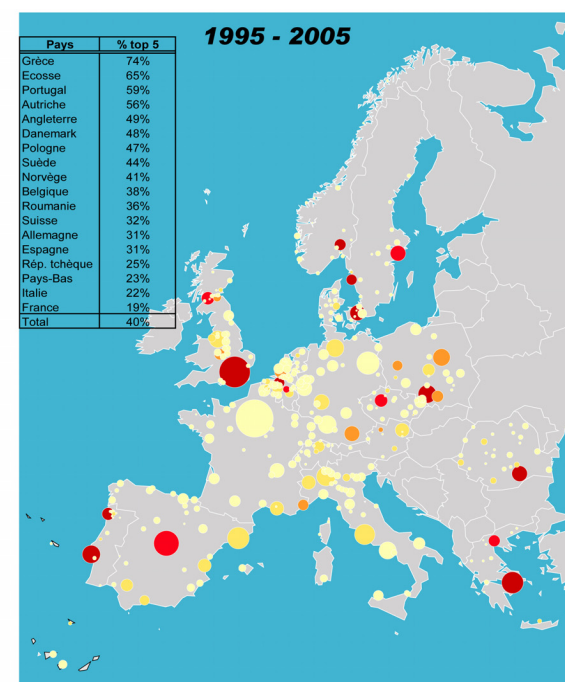 1995 - 2005
Pays % top 5
Grèce 74%
Ecosse 65%
Portugal 59%
Autriche 56%
Angleterre 49%
Danemark 48%
Pologne 47%
Suède 44%
Norvège 41%
Belgique 38%
Roumanie 36%
Suisse 32%
Allemagne 31%
Espagne 31%
Rép. tchèque 25%
Pays-Bas 23%
Italie 22%
France 19%
Total 40%